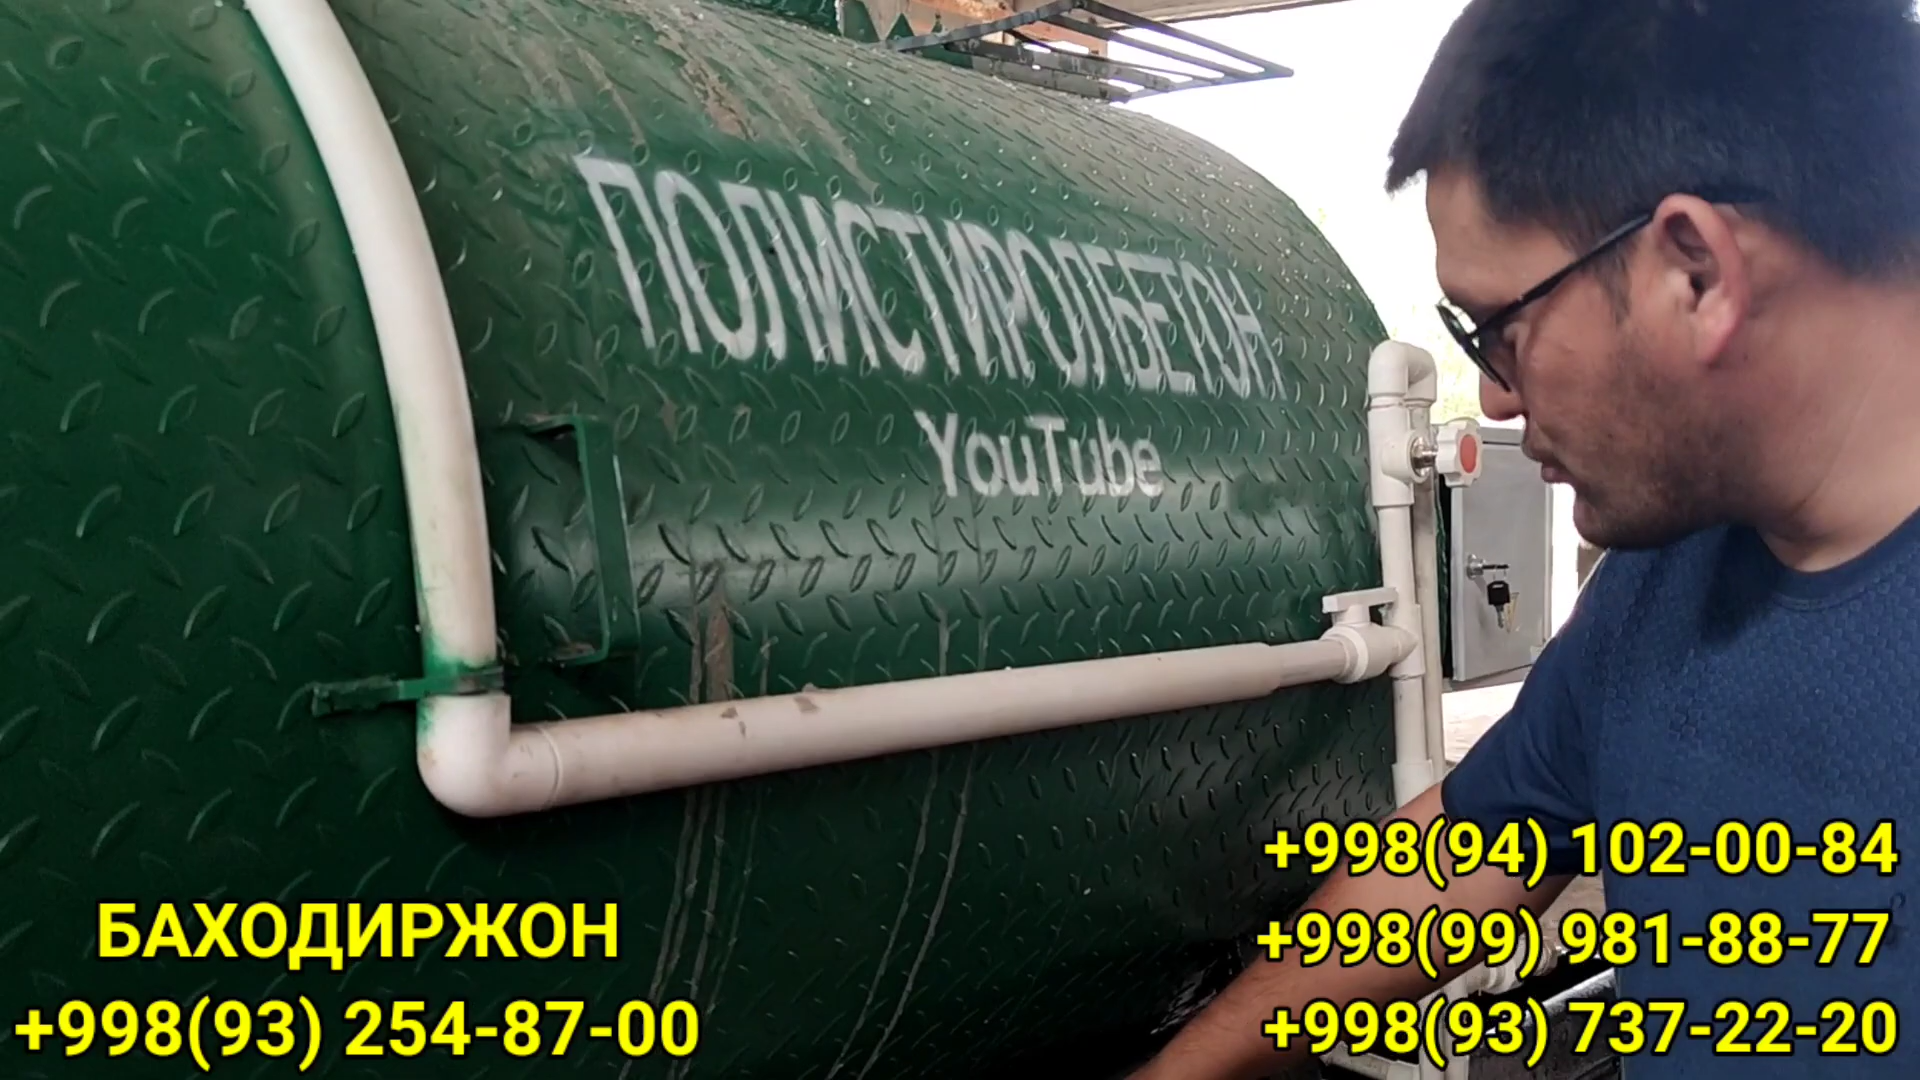 ПОЛИСТИРОЛБЕТОН
YouTube
БАХОДИРЖОН
+998(93) 254-87-00
+998(94) 102-00-84
+998(99) 981-88-77
+998(93) 737-22-20